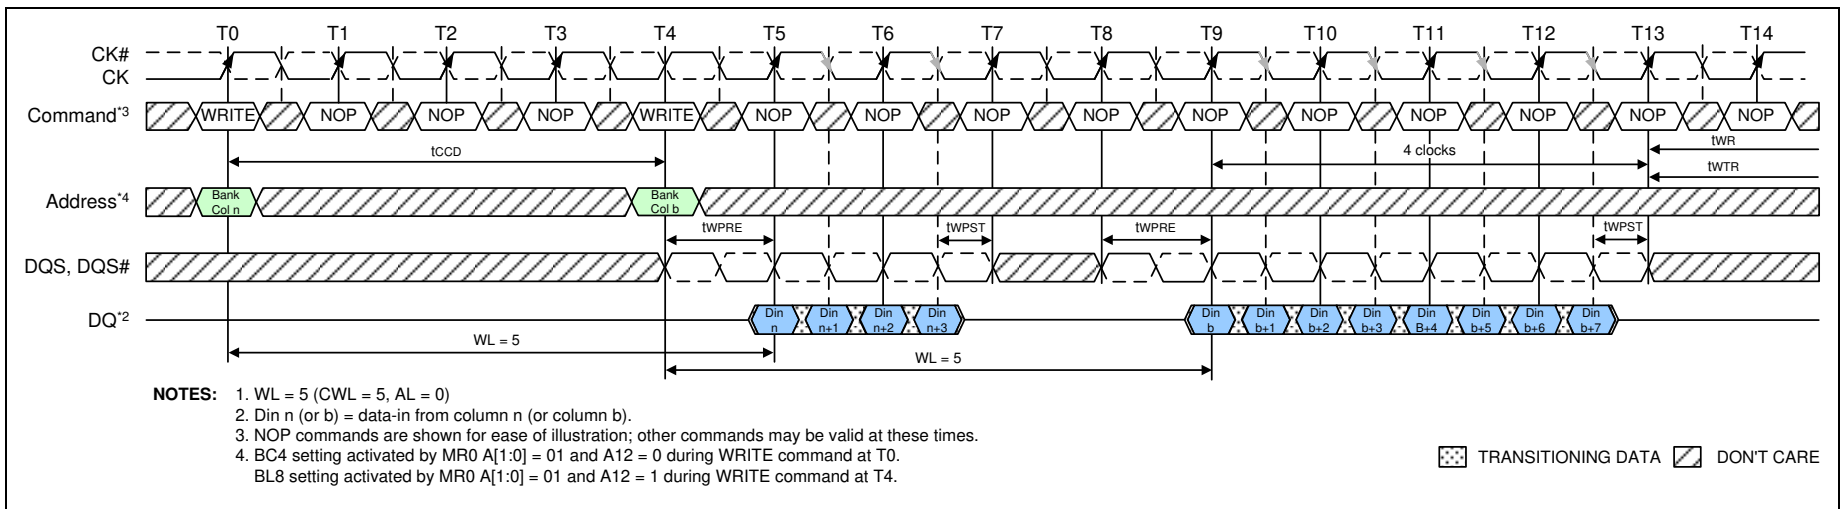 T0 T1 T2 T3 T4 T5 T6 T7 T8 T9 T10 T11 T12 T13 T14
CK#
CK
Command*3 WRITE NOP NOP NOP WRITE NOP NOP NOP NOP NOP NOP NOP NOP NOP NOP
tCCD 4 clocks tWR
tWTR
Address*4 Bank Col n Bank Col b
tWPRE tWPST tWPRE tWPST
DQS, DQS#
DQ*2 Din n Din n+1 Din n+2 Din n+3 Din b Din b+1 Din b+2 Din b+3 Din B+4 Din b+5 Din b+6 Din b+7
WL = 5
WL = 5
NOTES: 1. WL = 5 (CWL = 5, AL = 0)
2. Din n (or b) = data-in from column n (or column b).
3. NOP commands are shown for ease of illustration; other commands may be valid at these times.
4. BC4 setting activated by MR0 A[1:0] = 01 and A12 = 0 during WRITE command at T0.
BL8 setting activated by MR0 A[1:0] = 01 and A12 = 1 during WRITE command at T4.
TRANSITIONING DATA DON'T CARE